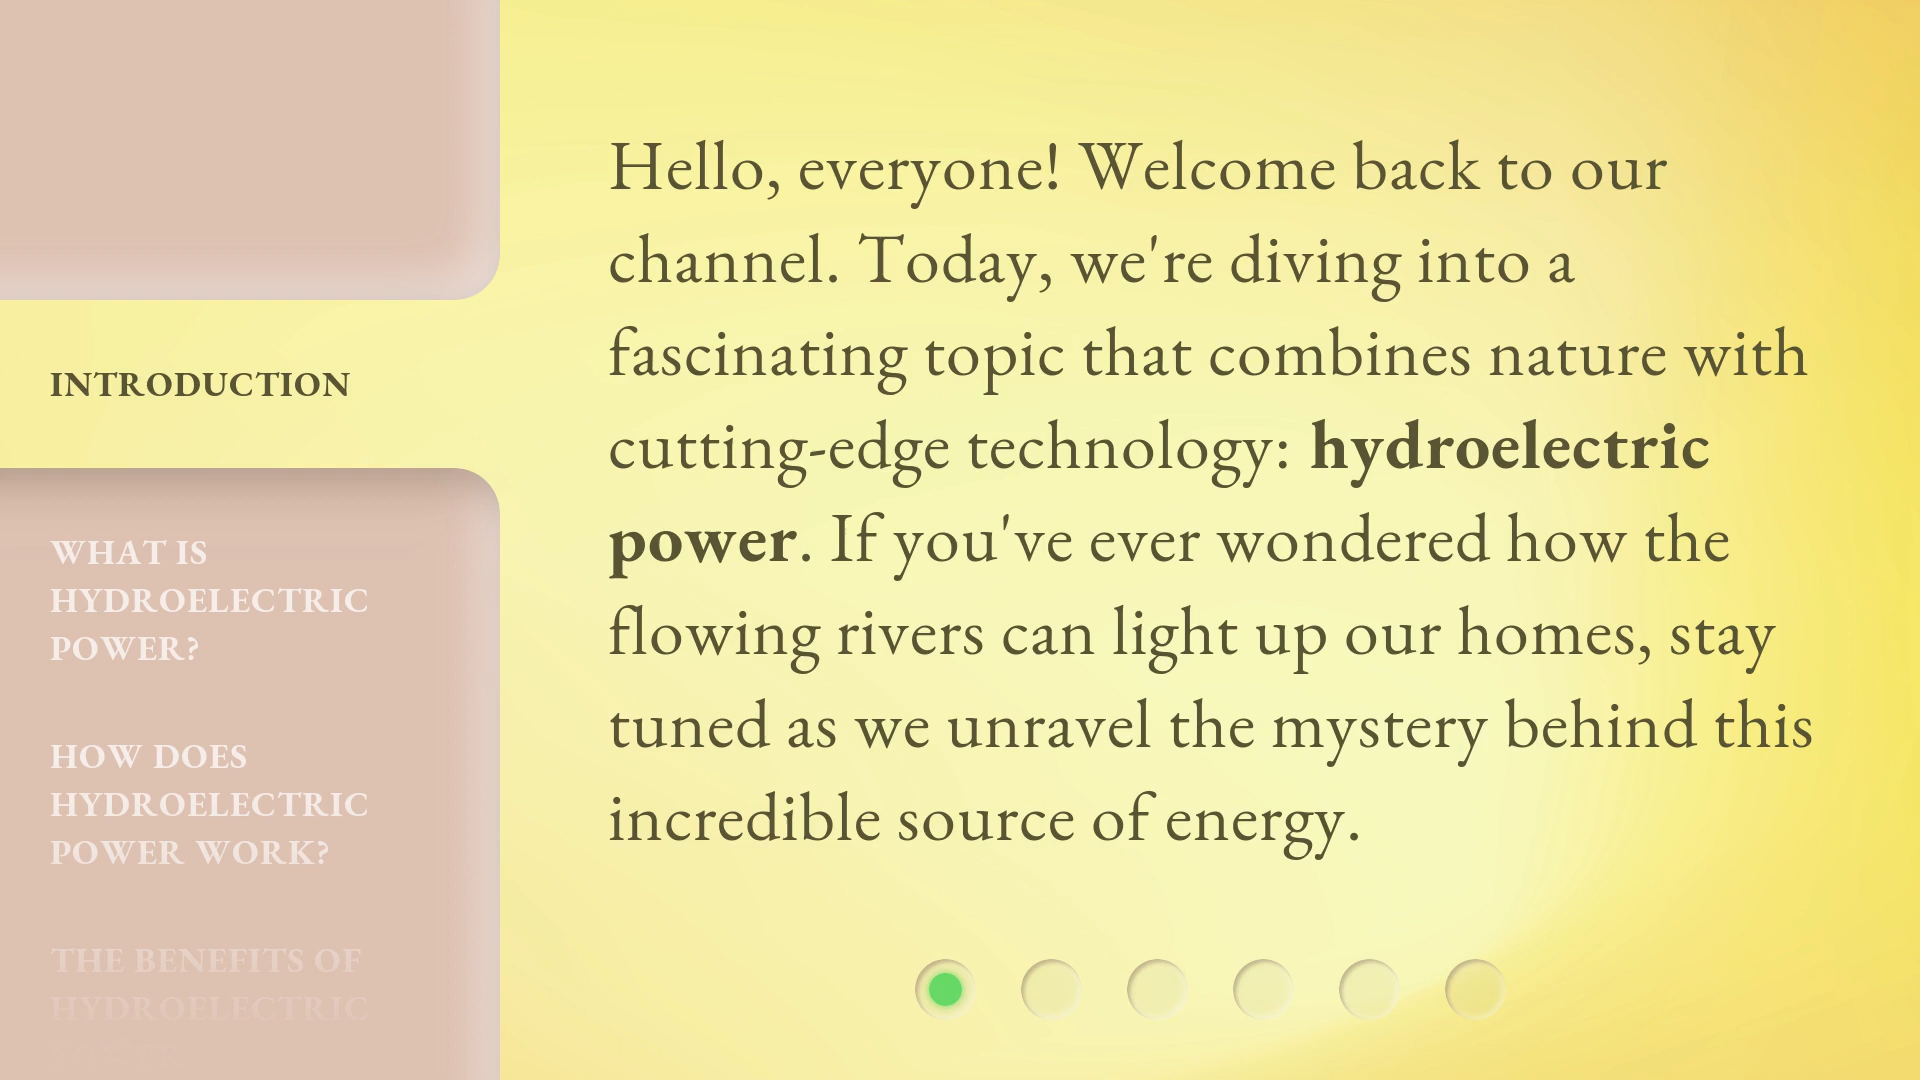 INTRODUCTION
WHAT IS
HYDROELECTRIC
POWER?
HOW DOES
HYDROELECTRIC
POWER WORK?
THE BENEFITS OF
HYDROELECTRIC
Hello, everyone! Welcome back to our
channel. Today, we're diving into a
fascinating topic that combines nature with
cutting-edge technology: hydroelectric
power. If you've ever wondered how the
flowing rivers can light up our homes, stay
tuned as we unravel the mystery behind this
incredible source of energy.